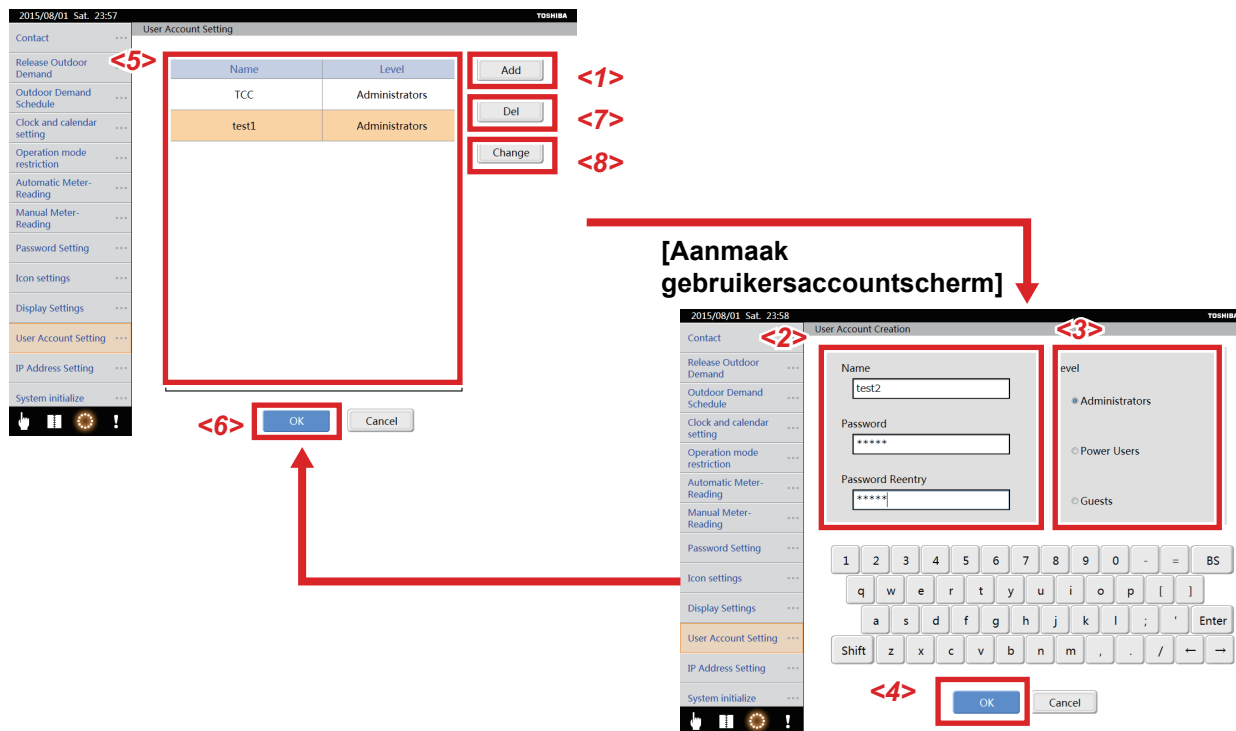 2015/08/01 Sat. 23:57 TOSHIBA
User Account Setting
Contact
Release Outdoor
Demand
Outdoor Demand
Schedule
Clock and calendar
setting
Operation mode
restriction
Automatic Meter-
Reading
Manual Meter-
Reading
Password Setting
Icon settings
Display Settings
User Account Setting
IP Address Setting
System initialize
<5>
Name Level
TCC Administrators
test1 Administrators
Add <1>
Del <7>
Change <8>
<6> OK Cancel
[Aanmaak
gebruikersaccountscherm]
2015/08/01 Sat. 23:58 TOSHIBA
User Account Creation
Contact
Release Outdoor
Demand
Outdoor Demand
Schedule
Clock and calendar
setting
Operation mode
restriction
Automatic Meter-
Reading
Manual Meter-
Reading
Password Setting
Icon settings
Display Settings
User Account Setting
IP Address Setting
System initialize
<2>
Name
test2
Password
*****
Password Reentry
*****
<3>
evel
Administrators
Power Users
Guests
1 2 3 4 5 6 7 8 9 0 - = BS
q w e r t y u i o p [ ]
a s d f g h j k l ; ' Enter
Shift z x c v b n m , . / ← →
<4> OK Cancel